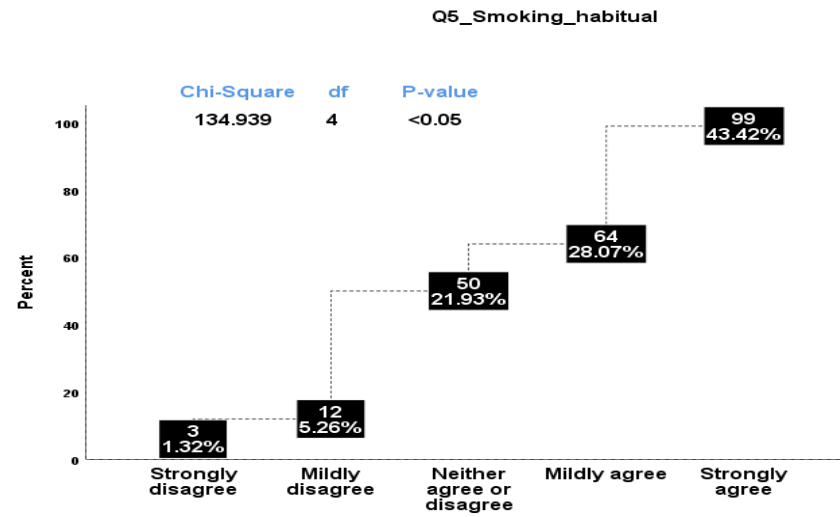 Q5_Smoking_habitual
Chi-Square df P-value
134.939 4 <0.05
Percent
100
80
60
40
20
0
3
1.32%
12
5.26%
50
21.93%
64
28.07%
99
43.42%
Strongly
disagree
Mildly
disagree
Neither
agree or
disagree
Mildly agree
Strongly
agree